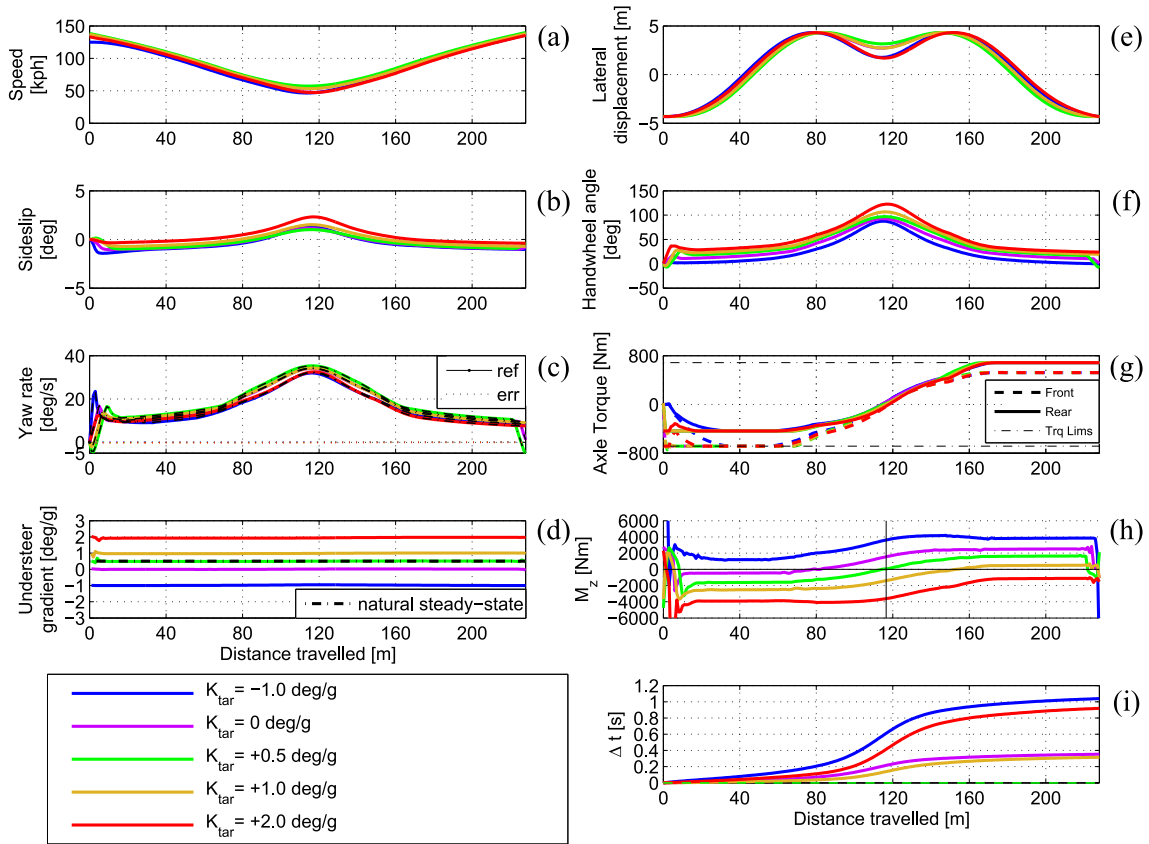 150
100
50
0
Speed
[kph]
0 40 80 120 160 200
(a)
5
0
−5
Lateral
displacement [m]
0 40 80 120 160 200
(e)
5
0
−5
Sideslip
[deg]
0 40 80 120 160 200
(b)
150
100
50
0
−50
Handwheel angle
[deg]
0 40 80 120 160 200
(f)
40
20
0
−5
Yaw rate
[deg/s]
ref
err
0 40 80 120 160 200
(c)
800
0
−800
Axle Torque [Nm]
Front
Rear
Trq Lims
0 40 80 120 160 200
(g)
3
2
1
0
−1
−2
−3
Understeer
gradient [deg/g]
natural steady−state
0 40 80 120 160 200
Distance travelled [m]
(d)
6000
4000
2000
0
−2000
−4000
−6000
M_z [Nm]
0 40 80 120 160 200
(h)
K_tar= −1.0 deg/g
K_tar= 0 deg/g
K_tar= +0.5 deg/g
K_tar= +1.0 deg/g
K_tar= +2.0 deg/g
1.2
1
0.8
0.6
0.4
0.2
0
Δ t [s]
0 40 80 120 160 200
Distance travelled [m]
(i)